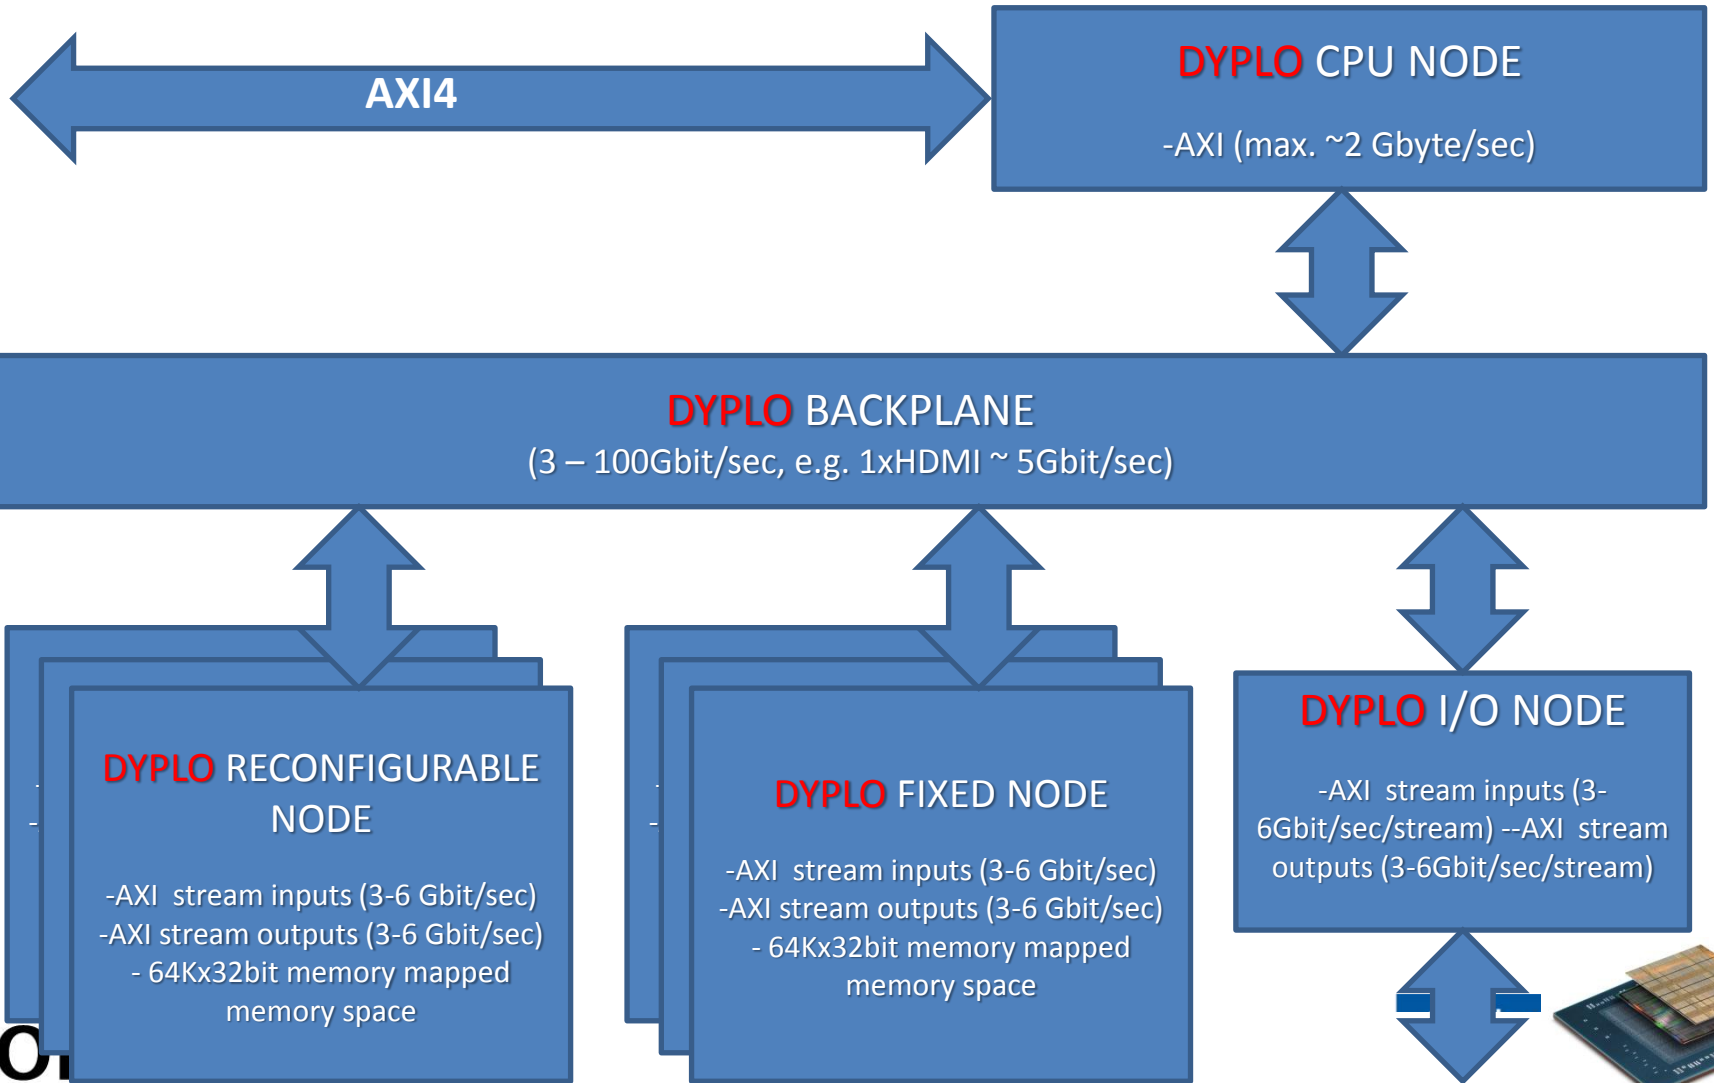 AXI4
DYPLO CPU NODE
-AXI (max. ~2 Gbyte/sec)
DYPLO BACKPLANE
(3 – 100Gbit/sec, e.g. 1xHDMI ~ 5Gbit/sec)
DYPLO RECONFIGURABLE
NODE
-AXI  stream inputs (3-6 Gbit/sec)
-AXI stream outputs (3-6 Gbit/sec)
- 64Kx32bit memory mapped
memory space
DYPLO FIXED NODE
-AXI  stream inputs (3-6 Gbit/sec)
-AXI stream outputs (3-6 Gbit/sec)
- 64Kx32bit memory mapped
memory space
DYPLO I/O NODE
-AXI  stream inputs (3-
6Gbit/sec/stream) --AXI  stream
outputs (3-6Gbit/sec/stream)